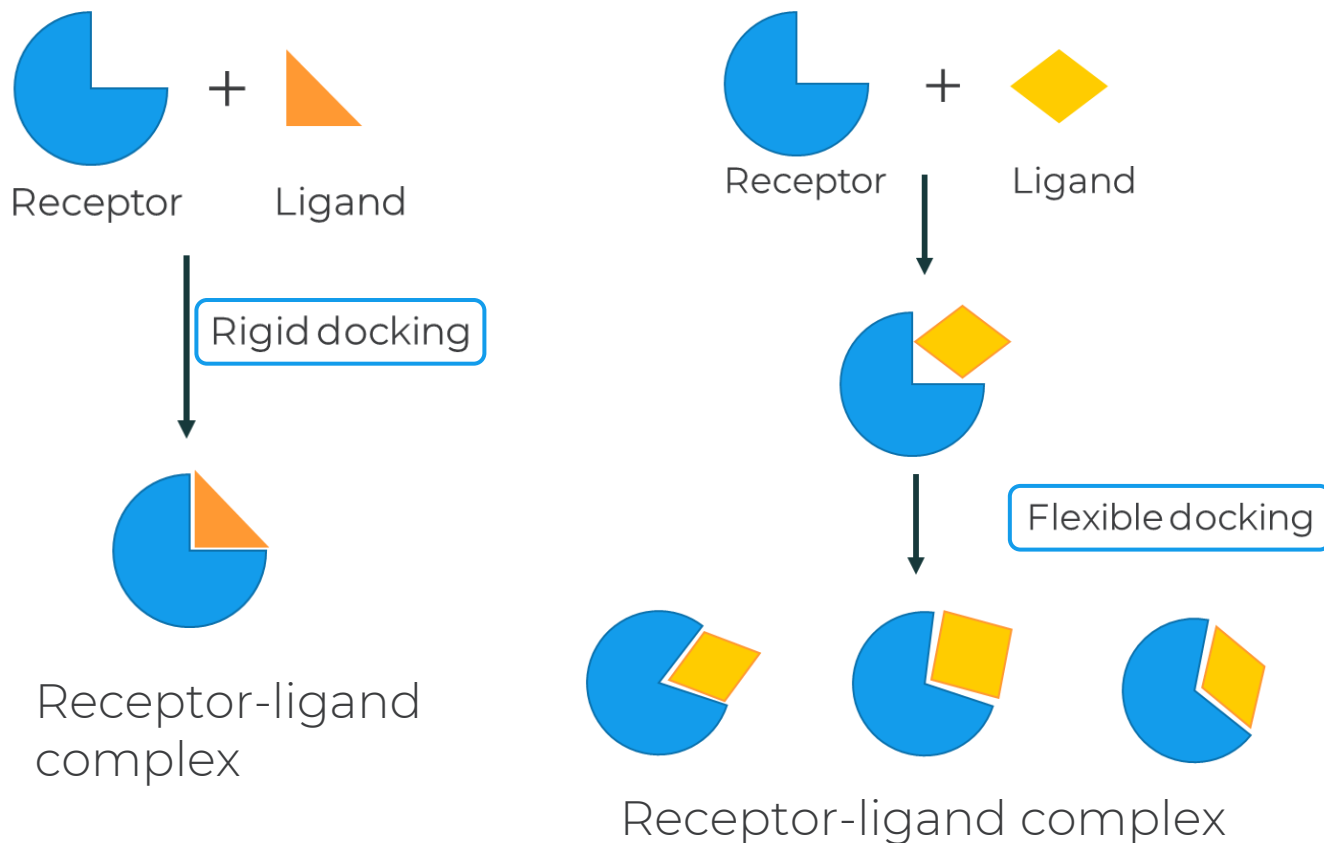 Receptor
Ligand
Rigid docking
Receptor-ligand
complex
Receptor
Ligand
Flexible docking
Receptor-ligand complex